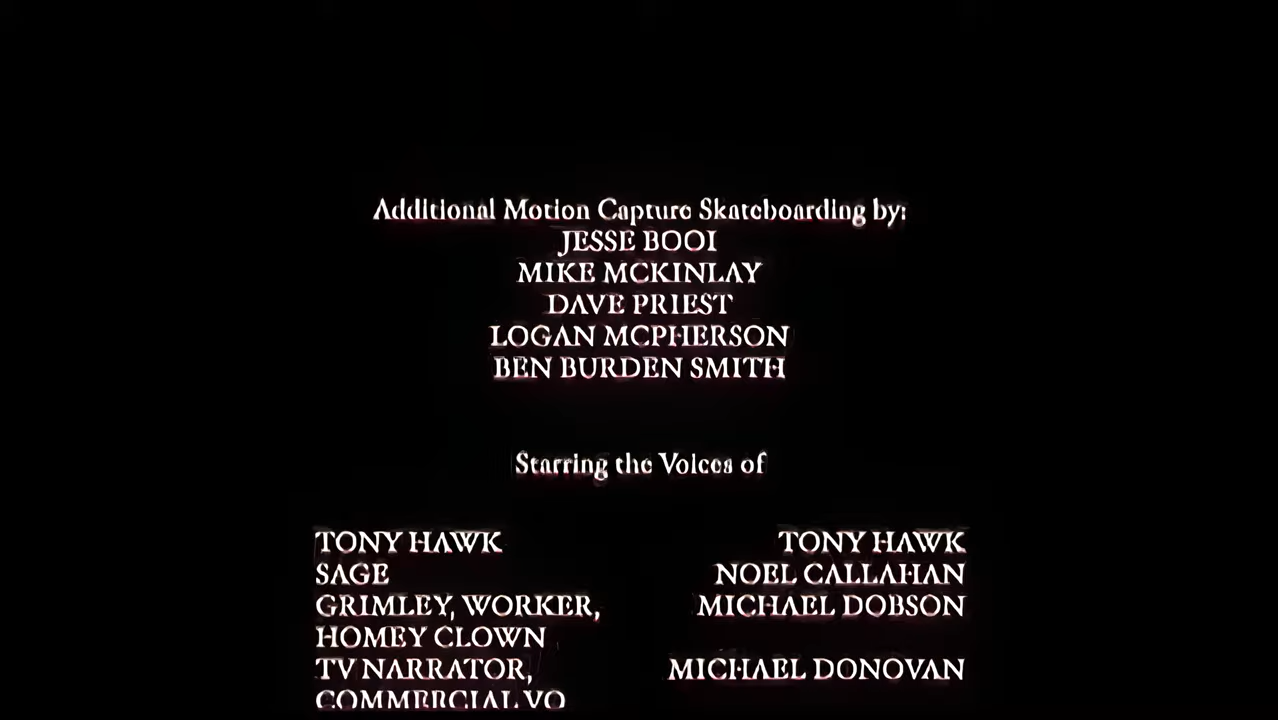 Additional Motion Capture Skateboarding by:
JESSE BOOI
MIKE MCKINLAY
DAVE PRIEST
LOGAN MCPHERSON
BEN BURDEN SMITH
Starring the Voices of
TONY HAWK TONY HAWK
SAGE NOEL CALLAHAN
GRIMLEY, WORKER, MICHAEL DOBSON
HOMEY CLOWN
TV NARRATOR, MICHAEL DONOVAN
COMMERCIAL VO